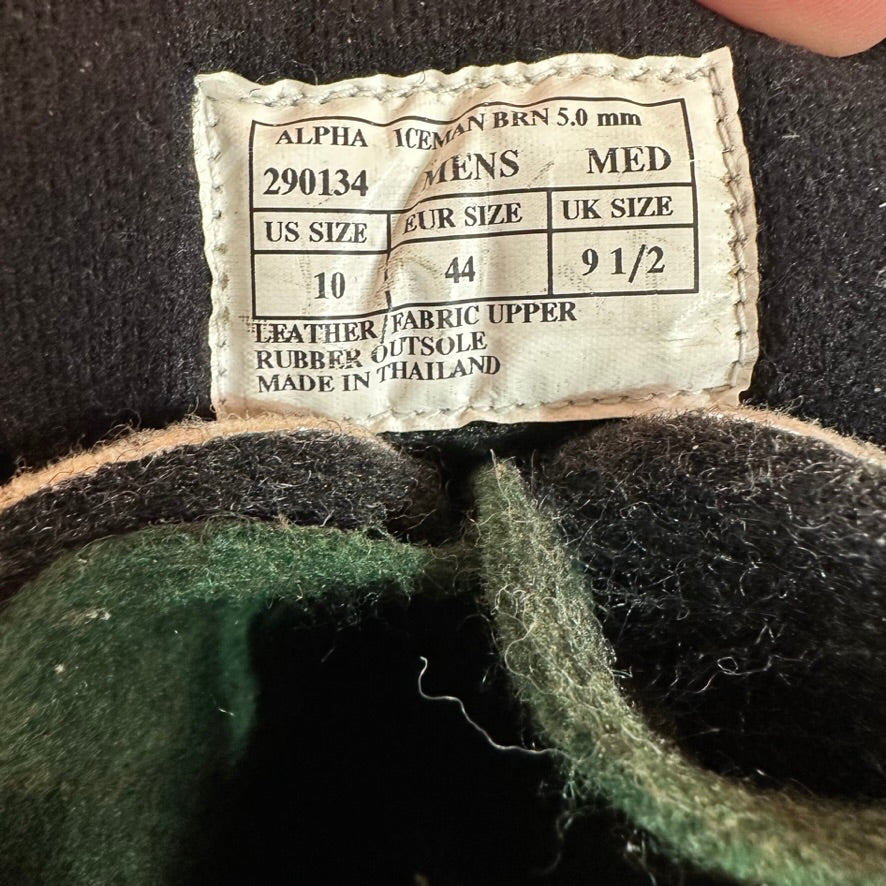 ALPHA ICEMAN BRN 5.0 mm
290134 MENS MED
US SIZE EUR SIZE UK SIZE
10 44 9 1/2
LEATHER/FABRIC UPPER
RUBBER OUTSOLE
MADE IN THAILAND